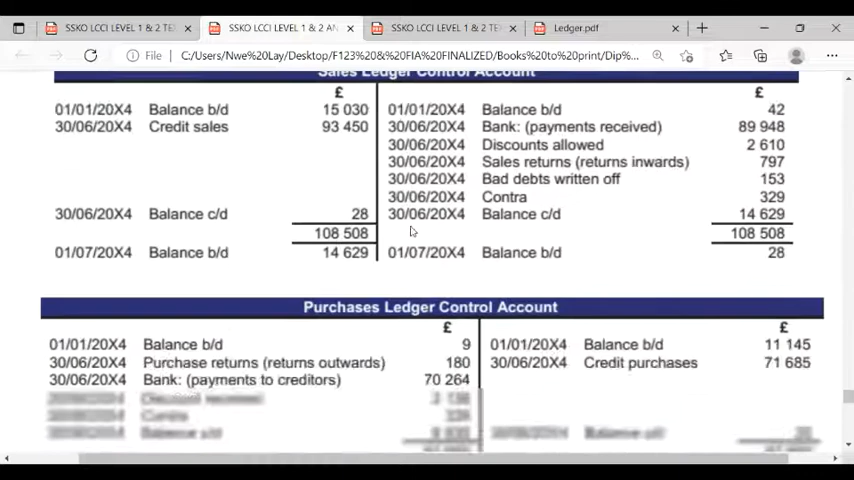 SSKO LCCI LEVEL 1 & 2 TE
SSKO LCCI LEVEL 1 & 2 AN
SSKO LCCI LEVEL 1 & 2 TEM
Ledger.pdf
File
C:/Users/Nwe%20Lay/Desktop/F123%20&%20FIA%20FINALIZED/Books%20to%20print/Dip%...
Sales Ledger Control Account
£ £
01/01/20X4 Balance b/d 15 030 01/01/20X4 Balance b/d 42
30/06/20X4 Credit sales 93 450 30/06/20X4 Bank: (payments received) 89 948
30/06/20X4 Discounts allowed 2 610
30/06/20X4 Sales returns (returns inwards) 797
30/06/20X4 Bad debts written off 153
30/06/20X4 Contra 329
30/06/20X4 Balance c/d 28 30/06/20X4 Balance c/d 14 629
108 508 108 508
01/07/20X4 Balance b/d 14 629 01/07/20X4 Balance b/d 28
Purchases Ledger Control Account
£ £
01/01/20X4 Balance b/d 9 01/01/20X4 Balance b/d 11 145
30/06/20X4 Purchase returns (returns outwards) 180 30/06/20X4 Credit purchases 71 685
30/06/20X4 Bank: (payments to creditors) 70 264